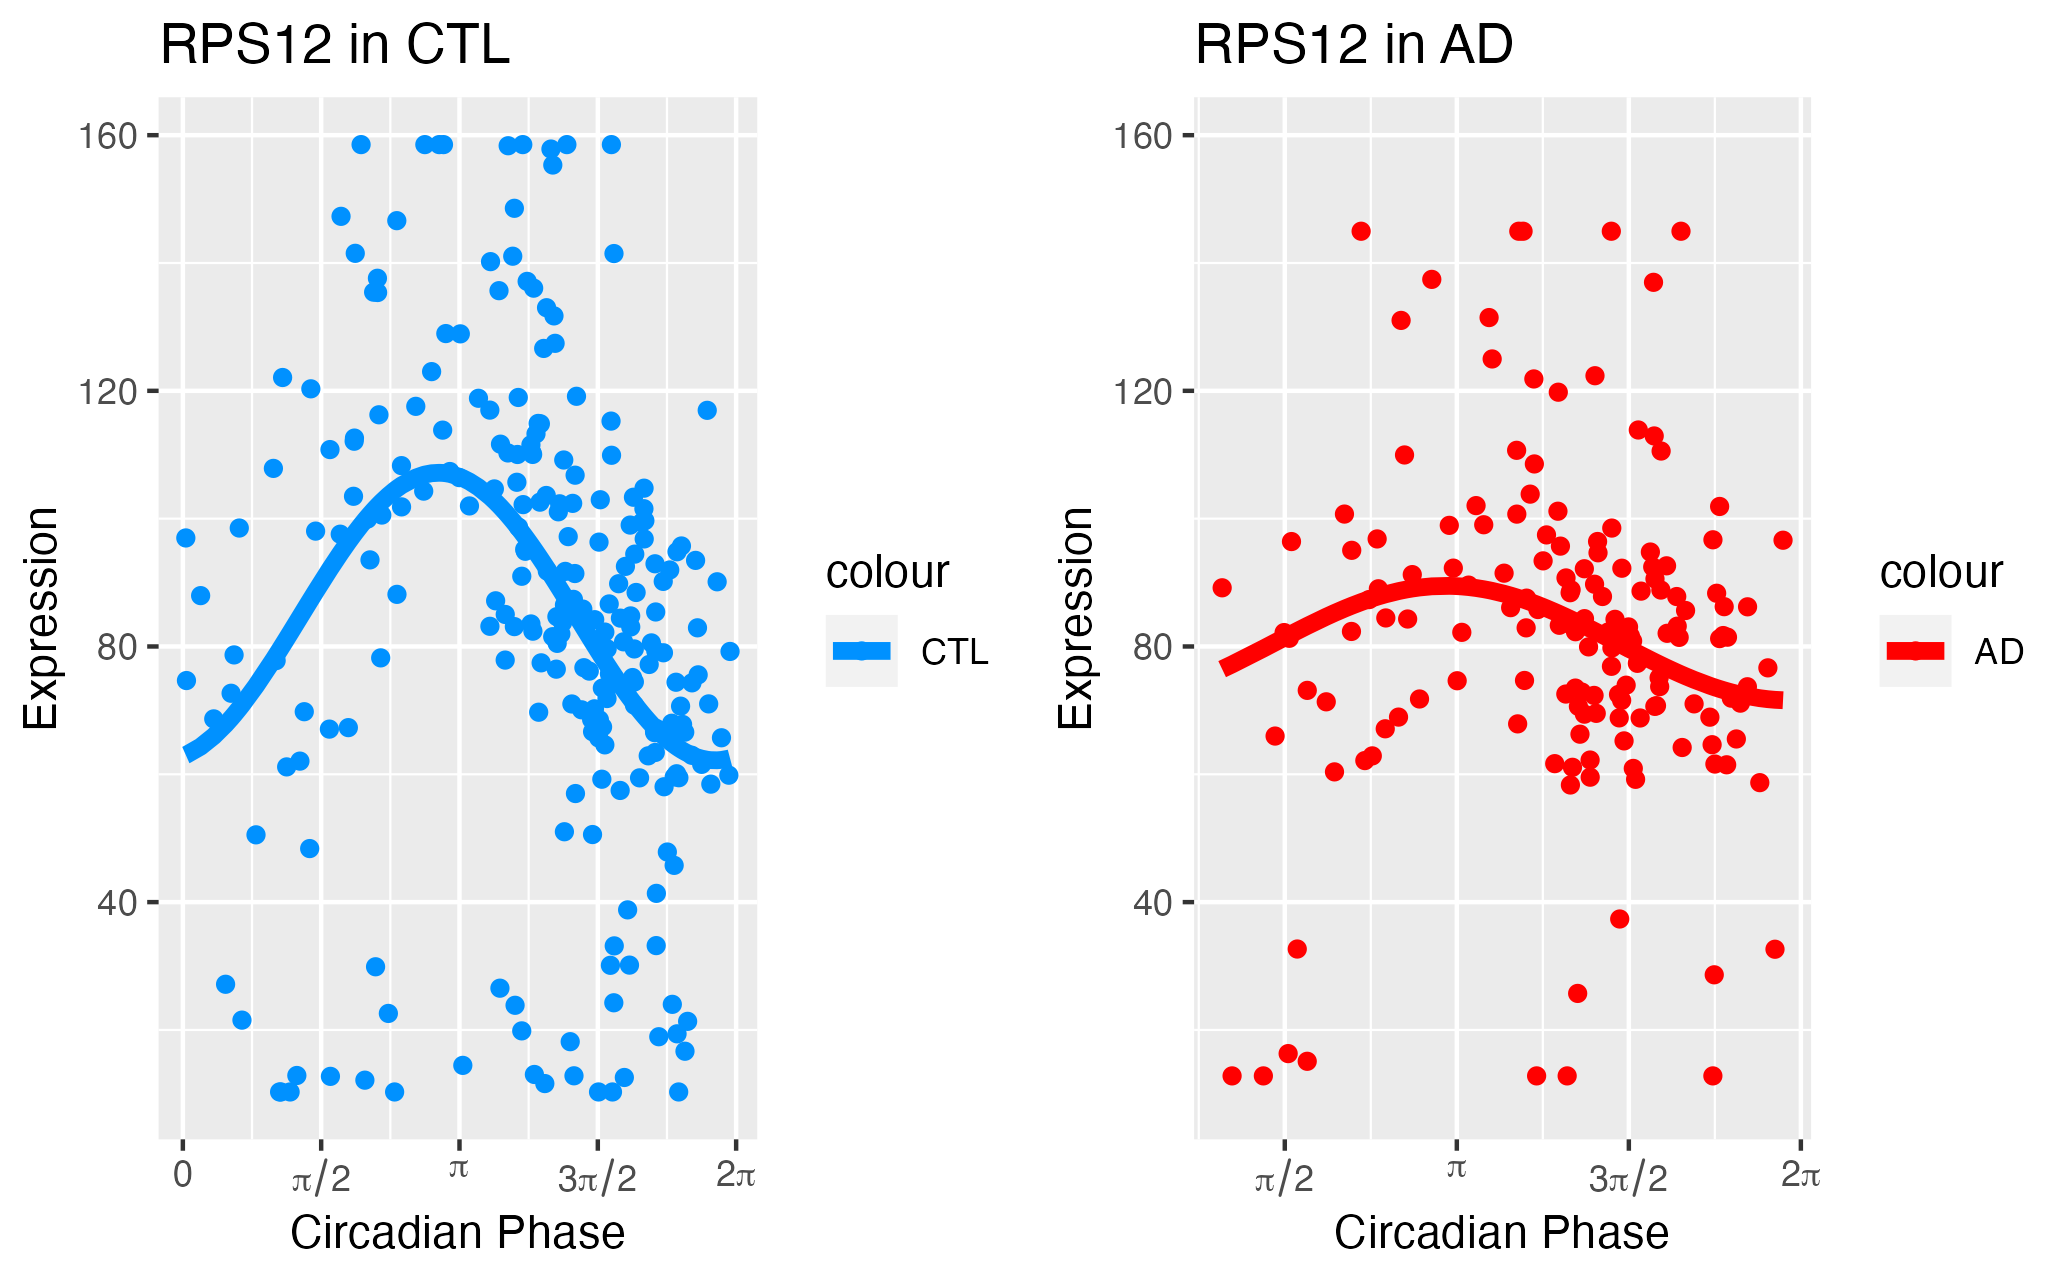 RPS12 in CTL
160
120
80
40
Expression
0
π/2
π
3π/2
2π
Circadian Phase
colour
CTL
RPS12 in AD
160
120
80
40
Expression
π/2
π
3π/2
2π
Circadian Phase
colour
AD